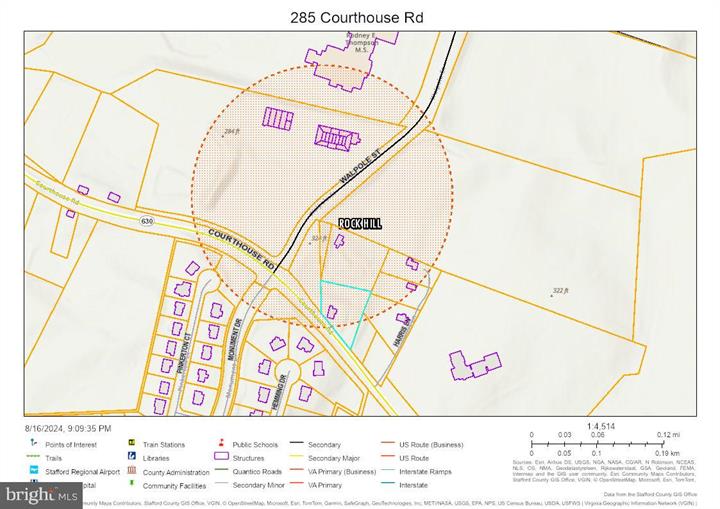 285 Courthouse Rd
Rodney E.
Thompson
M.S.
284 ft
WALPOLE ST
Courthouse Rd
630
ROCK HILL
COURTHOUSE RD
324 ft
322 ft
Courthouse Rd
HARRIS LN
PINKERTON CT
MONUMENT DR
Monument Dr
HEMMING DR
8/16/2024, 9:09:35 PM
1:4,514
0 0.03 0.06 0.12 mi
0 0.05 0.10 0.19 km
Points of Interest
Trails
Stafford Regional Airport
Hospital
Train Stations
Libraries
County Administration
Community Facilities
Public Schools
Structures
Quantico Roads
Secondary Minor
Secondary
Secondary Major
VA Primary (Business)
VA Primary
US Route (Business)
US Route
Interstate Ramps
Interstate
Sources: Esri, Airbus DS, USGS, NGA, NASA, CGIAR, N Robinson, NCEAS,
NLS, OS, NMA, Geodatastyrelsen, Rijkswaterstaat, GSA, Geoland, FEMA,
Intermap and the GIS user community, Esri Community Maps Contributors,
Stafford County GIS Office, VGIN, © OpenStreetMap, Microsoft, Esri, TomTom,
Data from the Stafford County GIS Office
bright MLS
Community Maps Contributors, Stafford County GIS Office, VGIN, © OpenStreetMap, Microsoft, Esri, TomTom, Garmin, SafeGraph, GeoTechnologies, Inc, METI/NASA, USGS, EPA, NPS, US Census Bureau, USDA, USFWS | Virginia Geographic Information Network (VGIN) |